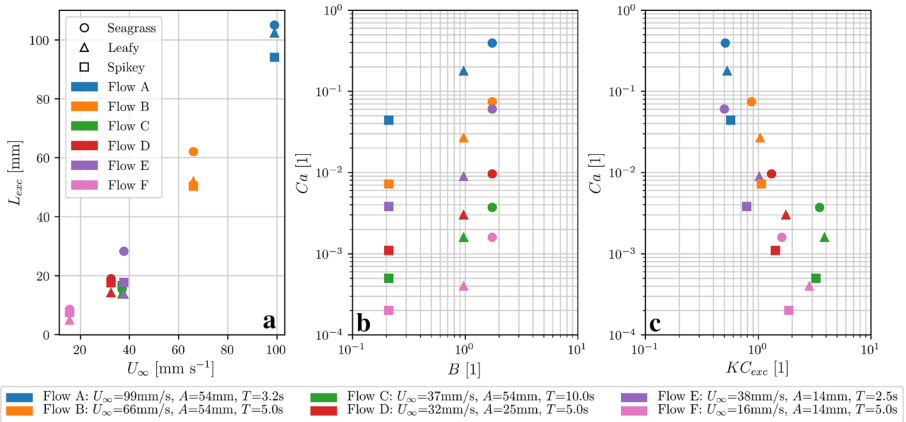 100
80
60
40
20
0
L_exc [mm]
Seagrass
Leafy
Spikey
Flow A
Flow B
Flow C
Flow D
Flow E
Flow F
a
20 40 60 80 100
U_∞ [mm s⁻¹]
10⁰
10⁻¹
10⁻²
10⁻³
10⁻⁴
Ca [1]
b
10⁻¹ 10⁰ 10¹
B [1]
10⁰
10⁻¹
10⁻²
10⁻³
10⁻⁴
Ca [1]
c
10⁻¹ 10⁰ 10¹
KC_exc [1]
Flow A: U_∞=99mm/s, A=54mm, T=3.2s
Flow B: U_∞=66mm/s, A=54mm, T=5.0s
Flow C: U_∞=37mm/s, A=54mm, T=10.0s
Flow D: U_∞=32mm/s, A=25mm, T=5.0s
Flow E: U_∞=38mm/s, A=14mm, T=2.5s
Flow F: U_∞=16mm/s, A=14mm, T=5.0s